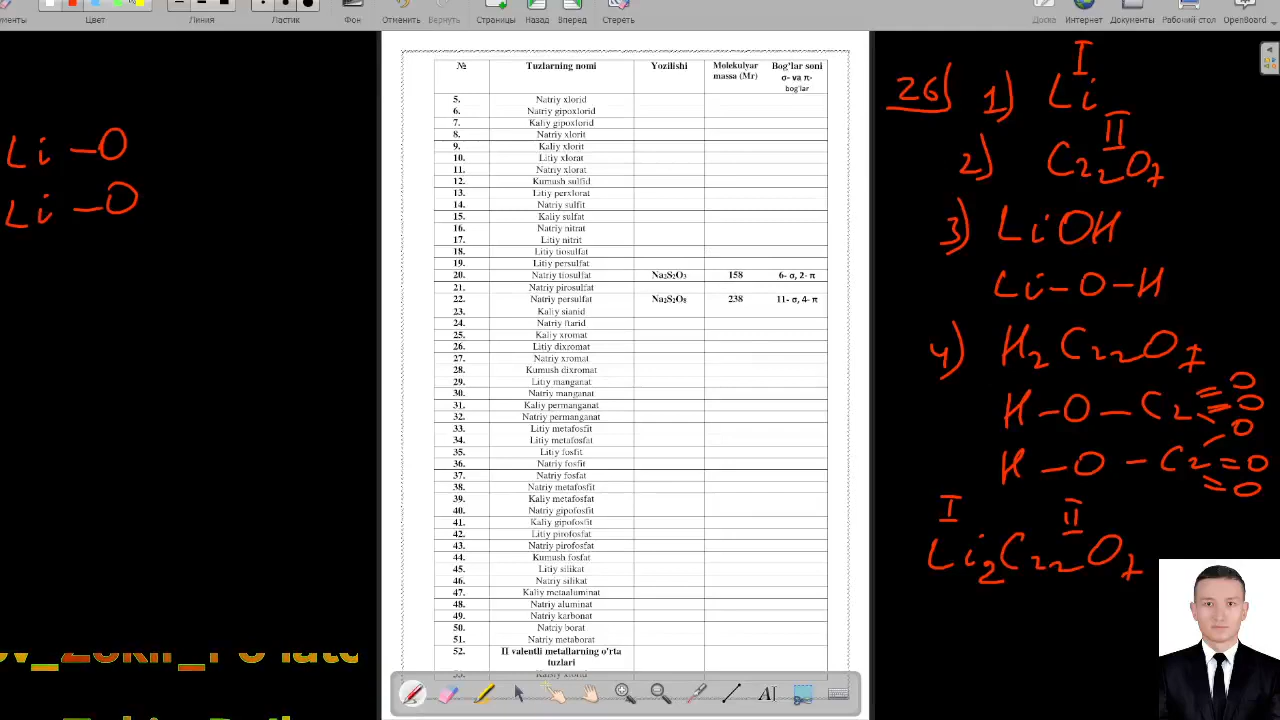 Цвет
Линия
Ластик
Фон
Отменить
Вернуть
Страницы
Назад
Вперед
Стереть
Доска
Интернет
Документы
Рабочий стол
OpenBoard
Li – O
Li – O
№ Tuzlarning nomi Yozilishi Molekulyar massa (Mr) Bog'lar soni σ- va π- bog'lar
5. Natriy xlorid
6. Natriy gipoxlorid
7. Kaliy gipoxlorid
8. Natriy xlorit
9. Kaliy xlorit
10. Litiy xlorat
11. Natriy xlorat
12. Kumush sulfid
13. Litiy perxlorat
14. Natriy sulfit
15. Kaliy sulfat
16. Natriy nitrat
17. Litiy nitrit
18. Litiy tiosulfat
19. Litiy persulfat
20. Natriy tiosulfat Na₂S₂O₃ 158 6- σ, 2- π
21. Natriy pirosulfat
22. Natriy persulfat Na₂S₂O₈ 238 11- σ, 4- π
23. Kaliy sianid
24. Natriy ftarid
25. Kaliy xromat
26. Litiy dixromat
27. Natriy xromat
28. Kumush dixromat
29. Litiy manganat
30. Natriy manganat
31. Kaliy permanganat
32. Natriy permanganat
33. Litiy metafosfit
34. Litiy metafosfat
35. Litiy fosfit
36. Natriy fosfit
37. Natriy fosfat
38. Natriy metafosfit
39. Kaliy metafosfat
40. Natriy gipofosfit
41. Kaliy gipofosfit
42. Litiy pirofosfit
43. Natriy pirofosfat
44. Kumush fosfit
45. Litiy silikat
46. Natriy silikat
47. Kaliy metaaluminat
48. Natriy aluminat
49. Natriy karbonat
50. Natriy borat
51. Natriy metaborat
52. II valentli metallarning o'rta tuzlari
26) 1) Li I
2) Cr₂O₇ II
3) LiOH
Li – O – H
4) H₂Cr₂O₇
H – O – Cr O O O
H – O – Cr = O = O
I II
Li₂Cr₂O₇